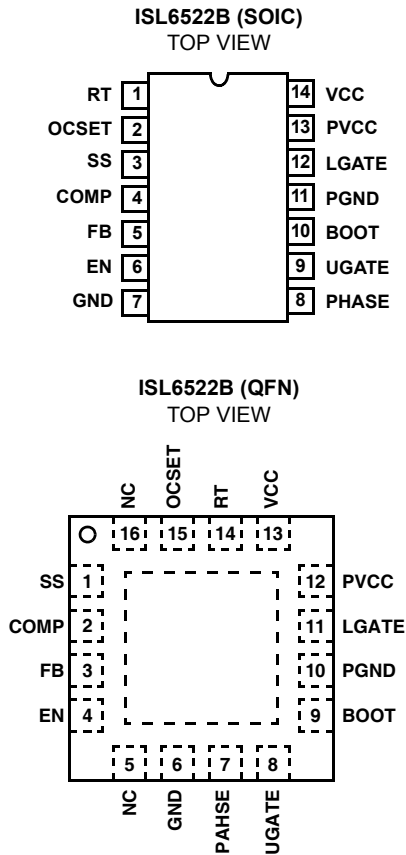 ISL6522B (SOIC)
TOP VIEW
RT 1 14 VCC
OCSET 2 13 PVCC
SS 3 12 LGATE
COMP 4 11 PGND
FB 5 10 BOOT
EN 6 9 UGATE
GND 7 8 PHASE
ISL6522B (QFN)
TOP VIEW
NC OCSET RT VCC
16 15 14 13
SS 1 12 PVCC
COMP 2 11 LGATE
FB 3 10 PGND
EN 4 9 BOOT
5 6 7 8
NC GND PAHSE UGATE